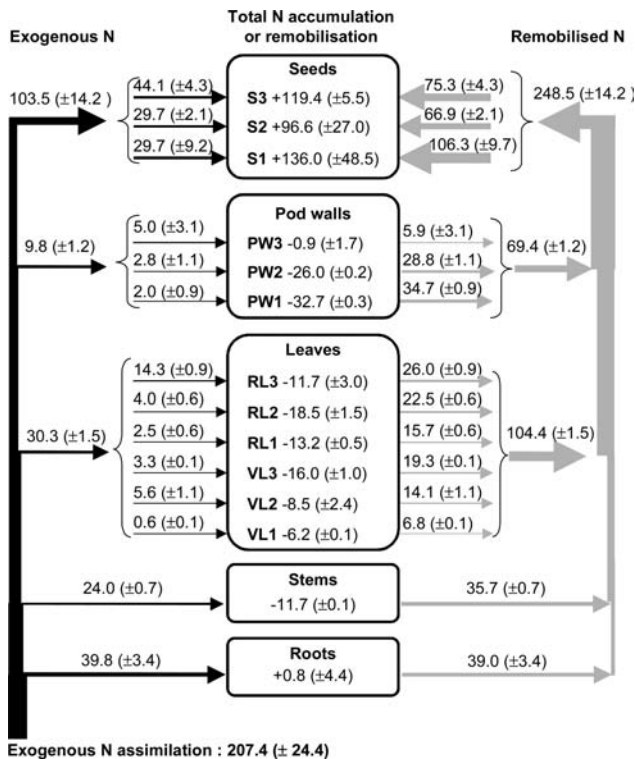 Exogenous N
Total N accumulation
or remobilisation
Remobilised N
103.5 (±14.2)
44.1 (±4.3)
29.7 (±2.1)
29.7 (±9.2)
Seeds
S3 +119.4 (±5.5)
S2 +96.6 (±27.0)
S1 +136.0 (±48.5)
75.3 (±4.3)
66.9 (±2.1)
106.3 (±9.7)
248.5 (±14.2)
9.8 (±1.2)
5.0 (±3.1)
2.8 (±1.1)
2.0 (±0.9)
Pod walls
PW3 -0.9 (±1.7)
PW2 -26.0 (±0.2)
PW1 -32.7 (±0.3)
5.9 (±3.1)
28.8 (±1.1)
34.7 (±0.9)
69.4 (±1.2)
30.3 (±1.5)
14.3 (±0.9)
4.0 (±0.6)
2.5 (±0.6)
3.3 (±0.1)
5.6 (±1.1)
0.6 (±0.1)
Leaves
RL3 -11.7 (±3.0)
RL2 -18.5 (±1.5)
RL1 -13.2 (±0.5)
VL3 -16.0 (±1.0)
VL2 -8.5 (±2.4)
VL1 -6.2 (±0.1)
26.0 (±0.9)
22.5 (±0.6)
15.7 (±0.6)
19.3 (±0.1)
14.1 (±1.1)
6.8 (±0.1)
104.4 (±1.5)
24.0 (±0.7)
Stems
-11.7 (±0.1)
35.7 (±0.7)
39.8 (±3.4)
Roots
+0.8 (±4.4)
39.0 (±3.4)
Exogenous N assimilation : 207.4 (± 24.4)